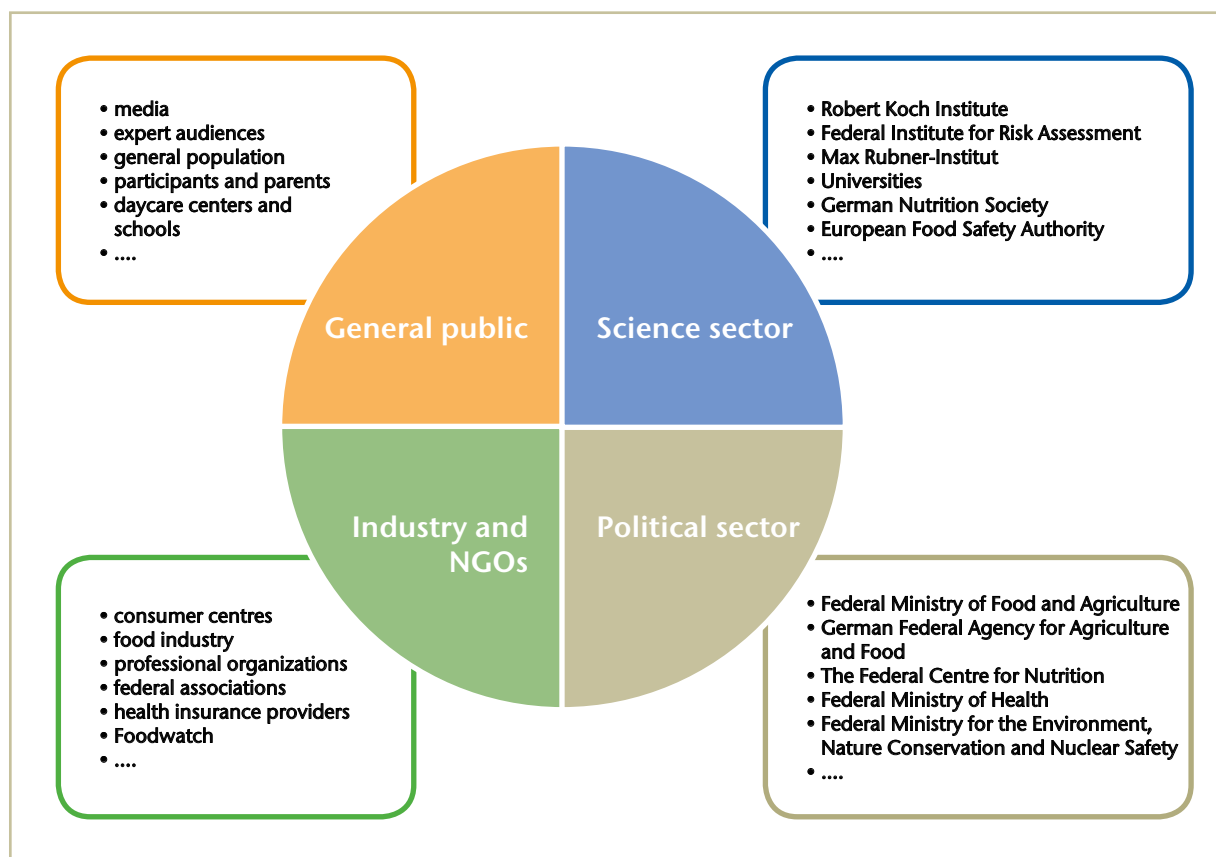 • media
• expert audiences
• general population
• participants and parents
• daycare centers and
schools
• ....
• Robert Koch Institute
• Federal Institute for Risk Assessment
• Max Rubner-Institut
• Universities
• German Nutrition Society
• European Food Safety Authority
• ....
General public
Science sector
Industry and
NGOs
Political sector
• consumer centres
• food industry
• professional organizations
• federal associations
• health insurance providers
• Foodwatch
• ....
• Federal Ministry of Food and Agriculture
• German Federal Agency for Agriculture
and Food
• The Federal Centre for Nutrition
• Federal Ministry of Health
• Federal Ministry for the Environment,
Nature Conservation and Nuclear Safety
• ....